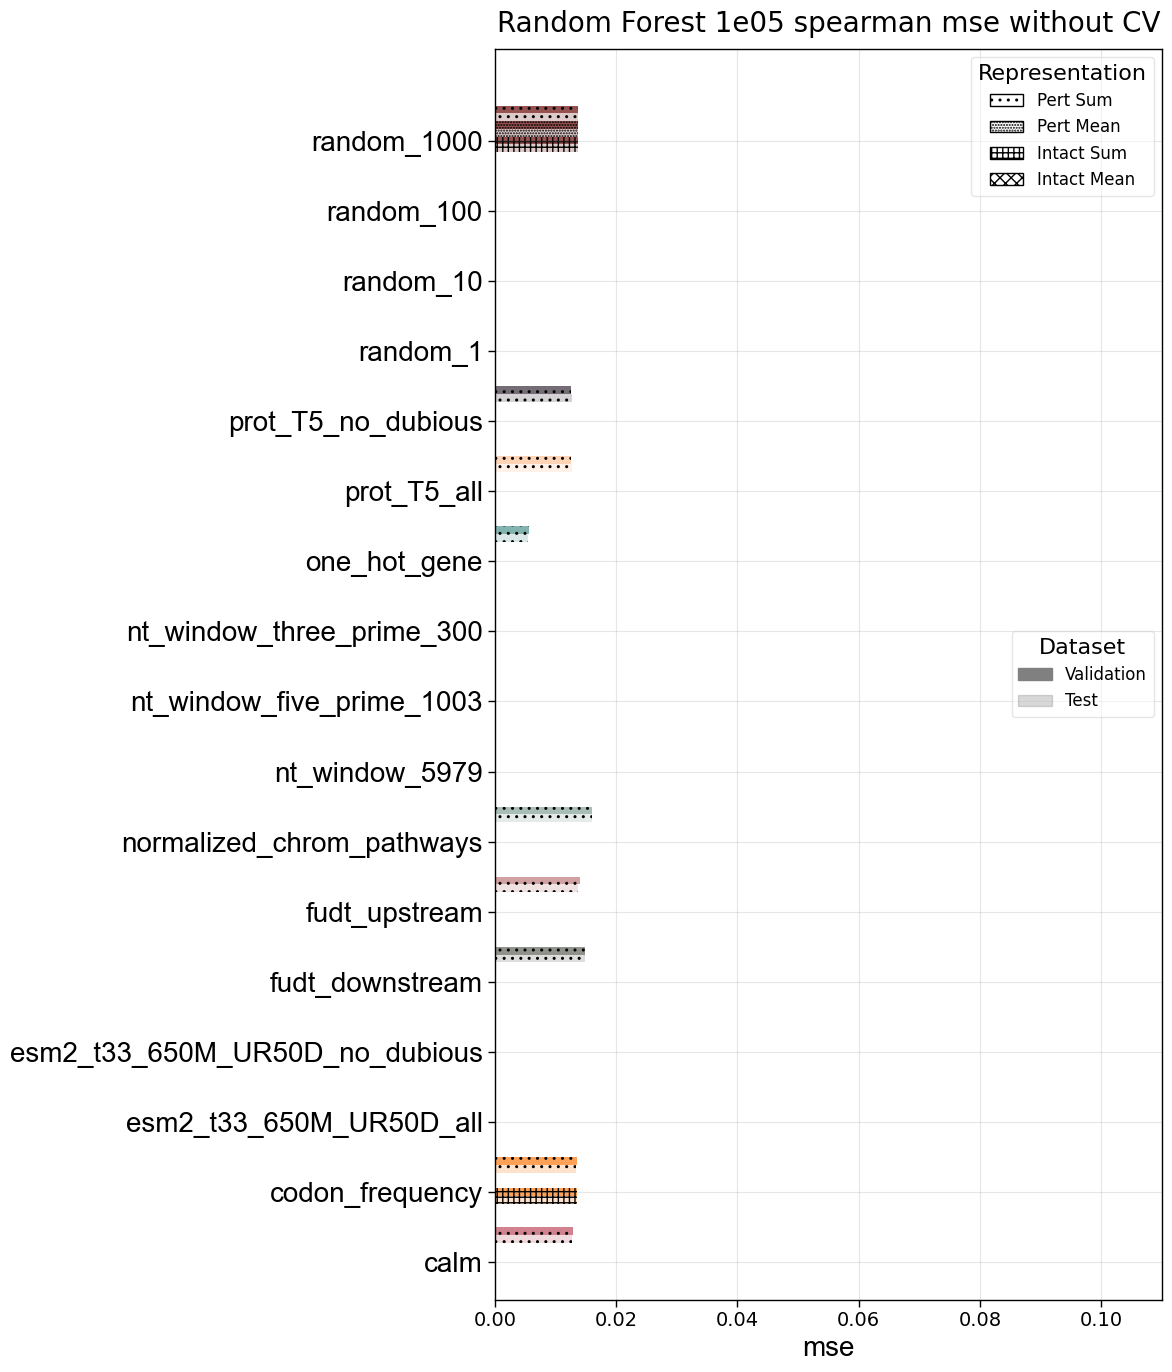 Random Forest 1e05 spearman mse without CV
Representation
Pert Sum
Pert Mean
Intact Sum
Intact Mean
random_1000
random_100
random_10
random_1
prot_T5_no_dubious
prot_T5_all
one_hot_gene
nt_window_three_prime_300
Dataset
Validation
Test
nt_window_five_prime_1003
nt_window_5979
normalized_chrom_pathways
fudt_upstream
fudt_downstream
esm2_t33_650M_UR50D_no_dubious
esm2_t33_650M_UR50D_all
codon_frequency
calm
0.00 0.02 0.04 0.06 0.08 0.10
mse